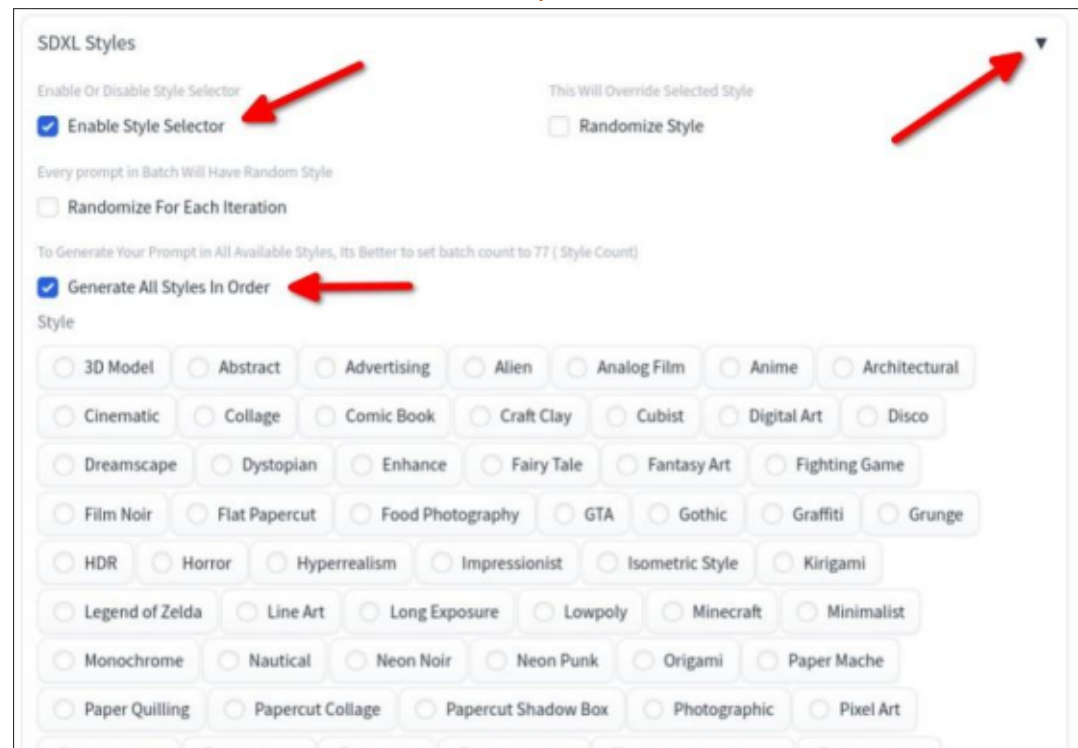 SDXL Styles
Enable Or Disable Style Selector
This Will Override Selected Style
Enable Style Selector
Randomize Style
Every prompt in Batch Will Have Random Style
Randomize For Each Iteration
To Generate Your Prompt in All Available Styles, Its Better to set batch count to 77 ( Style Count)
Generate All Styles In Order
Style
3D Model Abstract Advertising Alien Analog Film Anime Architectural
Cinematic Collage Comic Book Craft Clay Cubist Digital Art Disco
Dreamscape Dystopian Enhance Fairy Tale Fantasy Art Fighting Game
Film Noir Flat Papercut Food Photography GTA Gothic Graffiti Grunge
HDR Horror Hyperrealism Impressionist Isometric Style Kirigami
Legend of Zelda Line Art Long Exposure Lowpoly Minecraft Minimalist
Monochrome Nautical Neon Noir Neon Punk Origami Paper Mache
Paper Quilling Papercut Collage Papercut Shadow Box Photographic Pixel Art